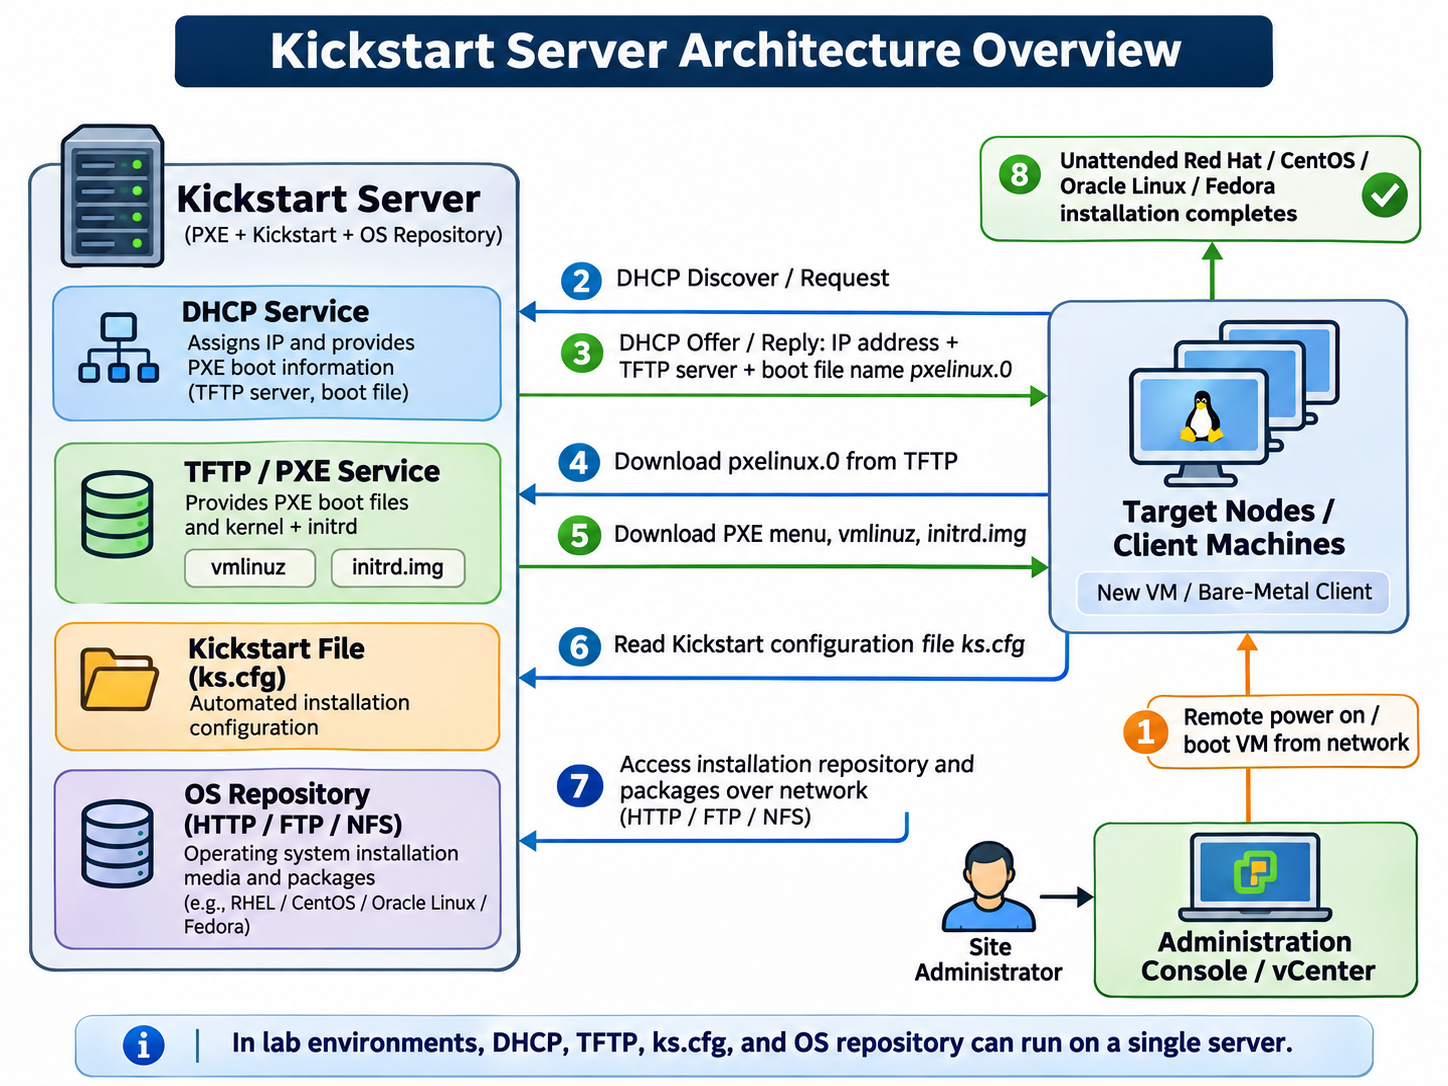 Kickstart Server Architecture Overview
Kickstart Server
(PXE + Kickstart + OS Repository)
DHCP Service
Assigns IP and provides
PXE boot information
(TFTP server, boot file)
TFTP / PXE Service
Provides PXE boot files
and kernel + initrd
vmlinuz
initrd.img
Kickstart File
(ks.cfg)
Automated installation
configuration
OS Repository
(HTTP / FTP / NFS)
Operating system installation
media and packages
(e.g., RHEL / CentOS / Oracle Linux /
Fedora)
2
DHCP Discover / Request
3
DHCP Offer / Reply: IP address +
TFTP server + boot file name pxelinux.0
4
Download pxelinux.0 from TFTP
5
Download PXE menu, vmlinuz, initrd.img
6
Read Kickstart configuration file ks.cfg
7
Access installation repository and
packages over network
(HTTP / FTP / NFS)
8
Unattended Red Hat / CentOS /
Oracle Linux / Fedora
installation completes
Target Nodes /
Client Machines
New VM / Bare-Metal Client
1
Remote power on /
boot VM from network
Site
Administrator
Administration
Console / vCenter
i
In lab environments, DHCP, TFTP, ks.cfg, and OS repository can run on a single server.